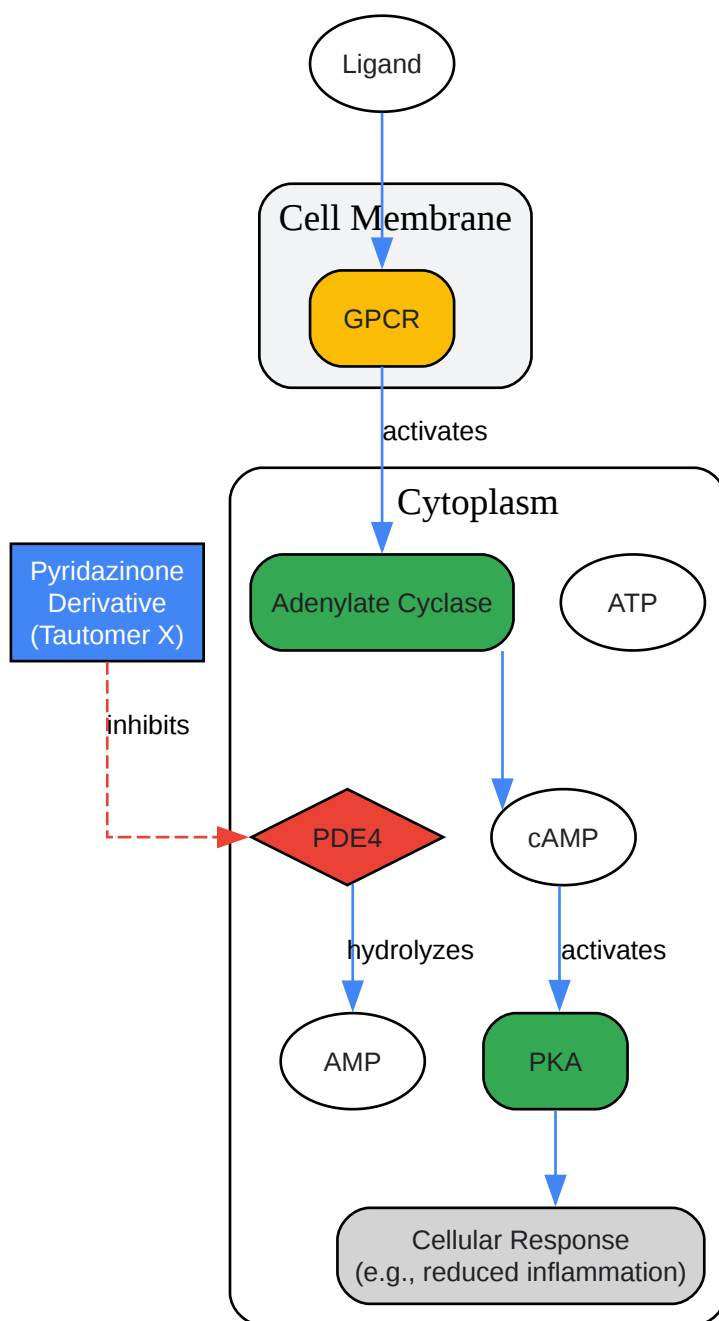 Ligand
Cell Membrane
GPCR
activates
Cytoplasm
Pyridazinone
Derivative
(Tautomer X)
Adenylate Cyclase
ATP
inhibits
PDE4
cAMP
hydrolyzes
activates
AMP
PKA
Cellular Response
(e.g., reduced inflammation)